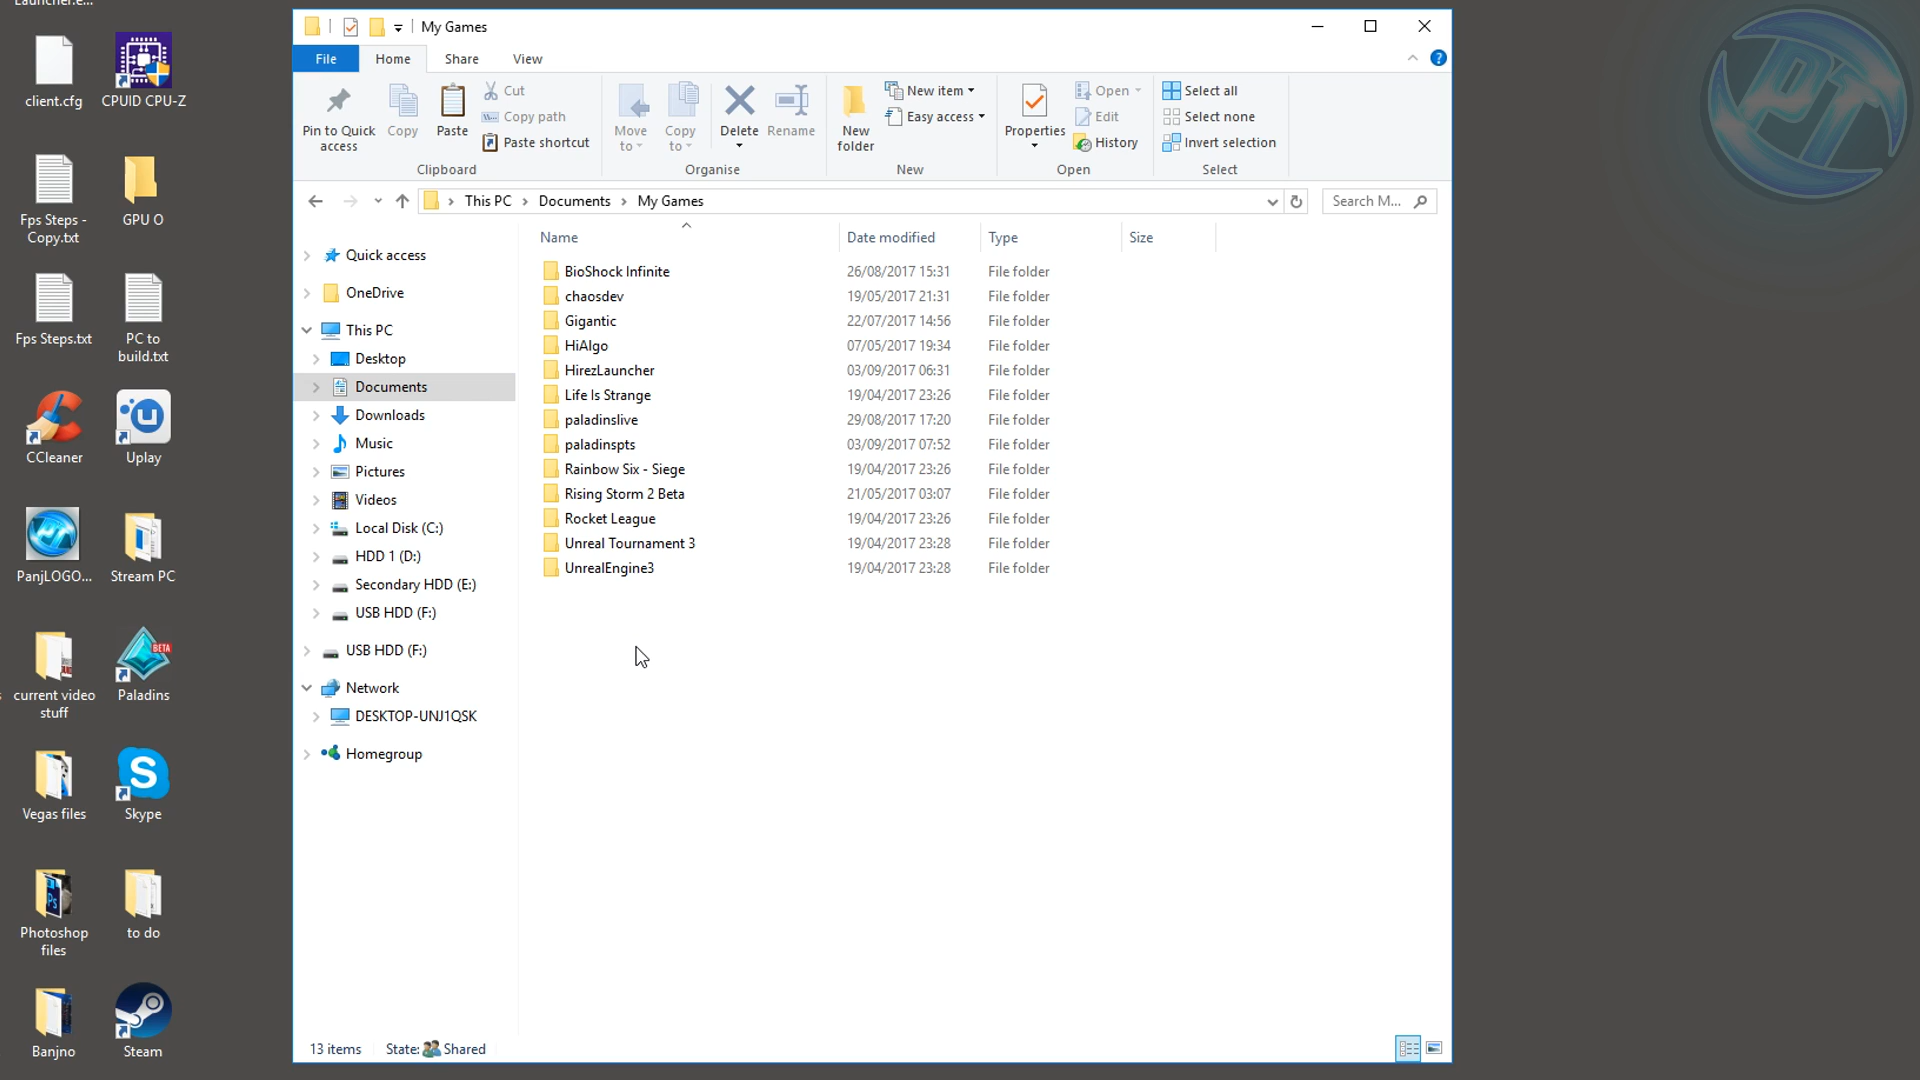 Launcher.e...
client.cfg
CPUID CPU-Z
Fps Steps -
Copy.txt
GPU O
Fps Steps.txt
PC to
build.txt
CCleaner
Uplay
PanjLOGO...
Stream PC
current video
stuff
BETA
Paladins
Vegas files
Skype
Photoshop
files
to do
Banjno
Steam
My Games
File
Home
Share
View
Pin to Quick
access
Copy
Paste
Cut
Copy path
Paste shortcut
Clipboard
Move
to
Copy
to
Delete
Rename
Organise
New
folder
New item
Easy access
New
Properties
Open
Edit
History
Open
Select all
Select none
Invert selection
Select
This PC > Documents > My Games
Search M...
Quick access
OneDrive
This PC
Desktop
Documents
Downloads
Music
Pictures
Videos
Local Disk (C:)
HDD 1 (D:)
Secondary HDD (E:)
USB HDD (F:)
USB HDD (F:)
Network
DESKTOP-UNJ1QSK
Homegroup
Name Date modified Type Size
BioShock Infinite 26/08/2017 15:31 File folder
chaosdev 19/05/2017 21:31 File folder
Gigantic 22/07/2017 14:56 File folder
HiAlgo 07/05/2017 19:34 File folder
HirezLauncher 03/09/2017 06:31 File folder
Life Is Strange 19/04/2017 23:26 File folder
paladinslive 29/08/2017 17:20 File folder
paladinspts 03/09/2017 07:52 File folder
Rainbow Six - Siege 19/04/2017 23:26 File folder
Rising Storm 2 Beta 21/05/2017 03:07 File folder
Rocket League 19/04/2017 23:26 File folder
Unreal Tournament 3 19/04/2017 23:28 File folder
UnrealEngine3 19/04/2017 23:28 File folder
13 items
State: Shared
PT